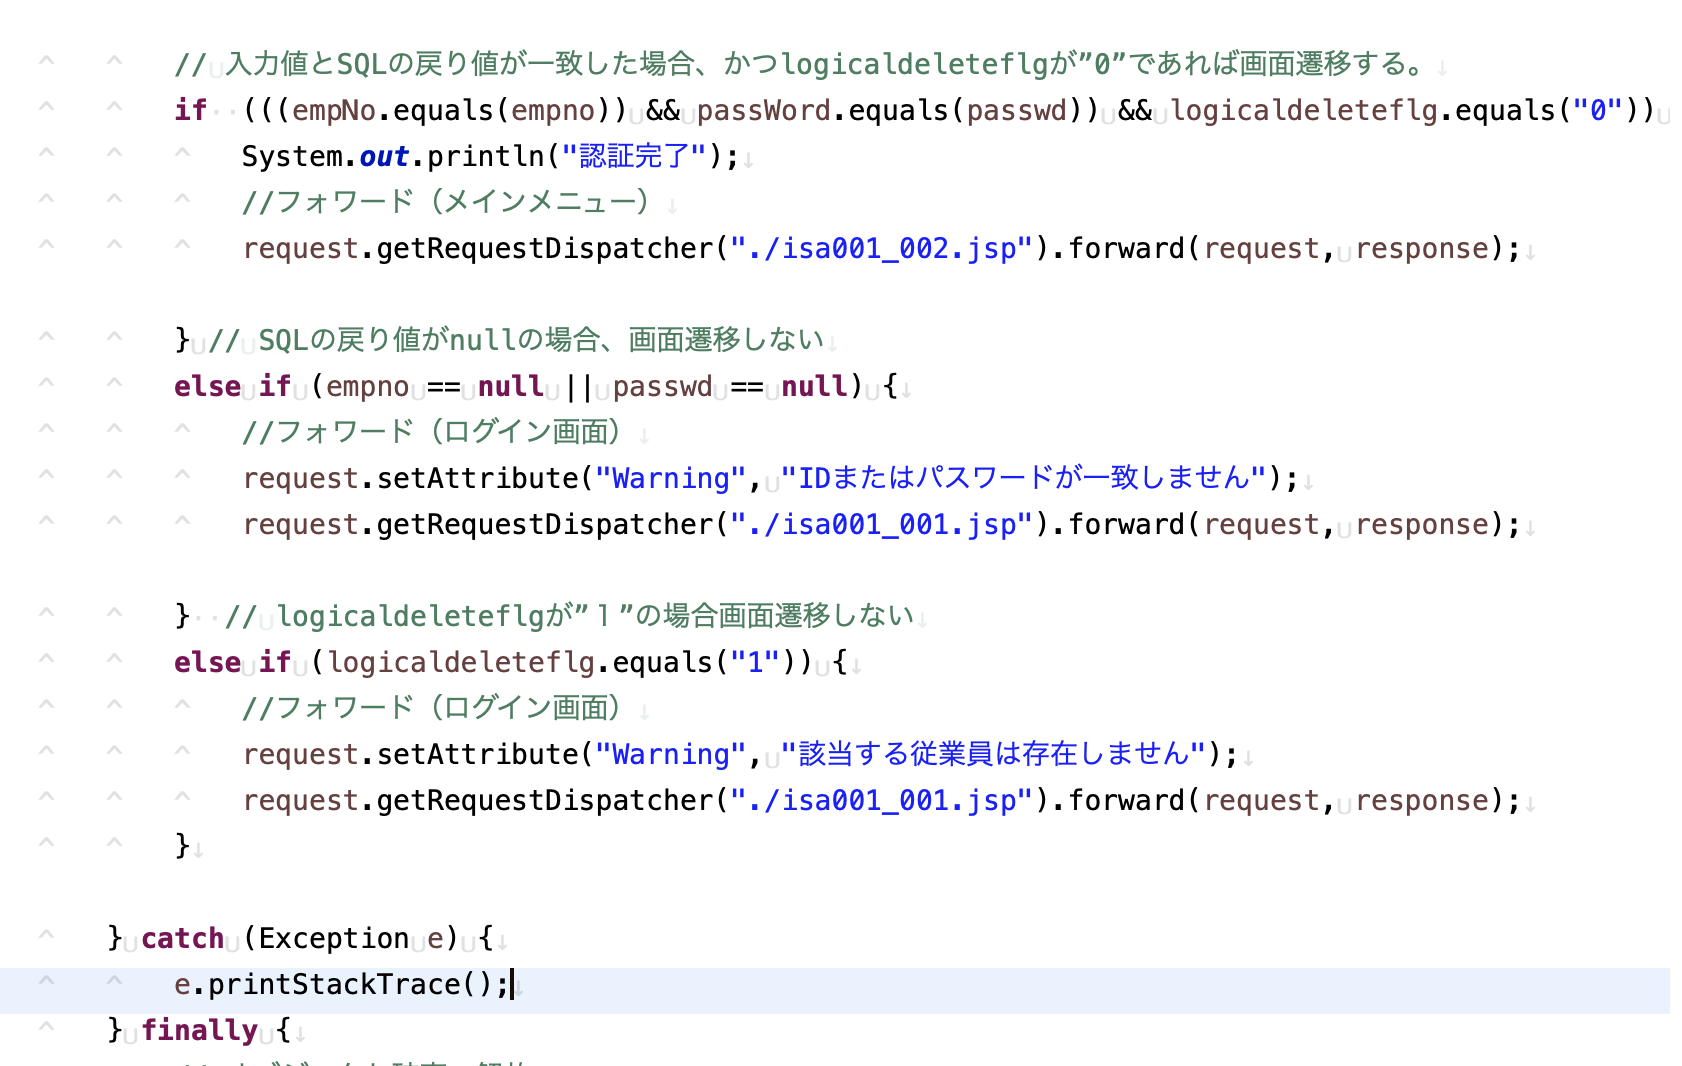 // 入力値とSQLの戻り値が一致した場合、かつlogicaldeleteflgが”0”であれば画面遷移する。
if  (((empNo.equals(empno)) && passWord.equals(passwd)) && logicaldeleteflg.equals("0"))
System.out.println("認証完了");
//フォワード（メインメニュー）
request.getRequestDispatcher("./isa001_002.jsp").forward(request, response);
} // SQLの戻り値がnullの場合、画面遷移しない
else if (empno == null || passwd == null) {
//フォワード（ログイン画面）
request.setAttribute("Warning", "IDまたはパスワードが一致しません");
request.getRequestDispatcher("./isa001_001.jsp").forward(request, response);
}  // logicaldeleteflgが”１”の場合画面遷移しない
else if (logicaldeleteflg.equals("1")) {
//フォワード（ログイン画面）
request.setAttribute("Warning", "該当する従業員は存在しません");
request.getRequestDispatcher("./isa001_001.jsp").forward(request, response);
}
} catch (Exception e) {
e.printStackTrace();
} finally {